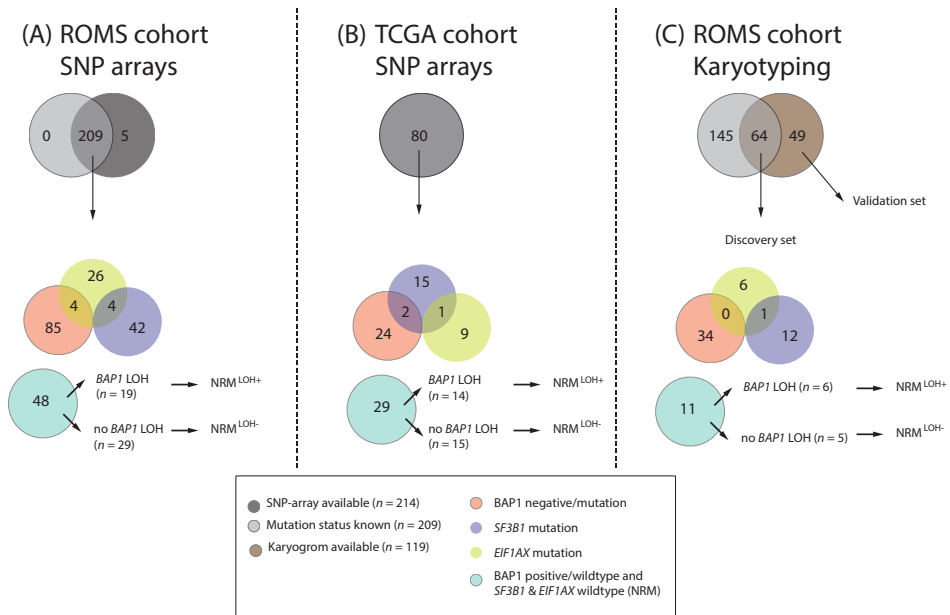 (A) ROMS cohort
SNP arrays
0
209
5
26
4
4
85
42
48
BAP1 LOH
(n = 19)
NRM LOH+
no BAP1 LOH
(n = 29)
NRM LOH-
(B) TCGA cohort
SNP arrays
80
15
2
1
24
9
29
BAP1 LOH
(n = 14)
NRM LOH+
no BAP1 LOH
(n = 15)
NRM LOH-
(C) ROMS cohort
Karyotyping
145
64
49
Validation set
Discovery set
6
0
1
34
12
11
BAP1 LOH (n = 6)
NRM LOH+
no BAP1 LOH (n = 5)
NRM LOH-
SNP-array available (n = 214)
Mutation status known (n = 209)
Karyogrom available (n = 119)
BAP1 negative/mutation
SF3B1 mutation
EIF1AX mutation
BAP1 positive/wildtype and
SF3B1 & EIF1AX wildtype (NRM)